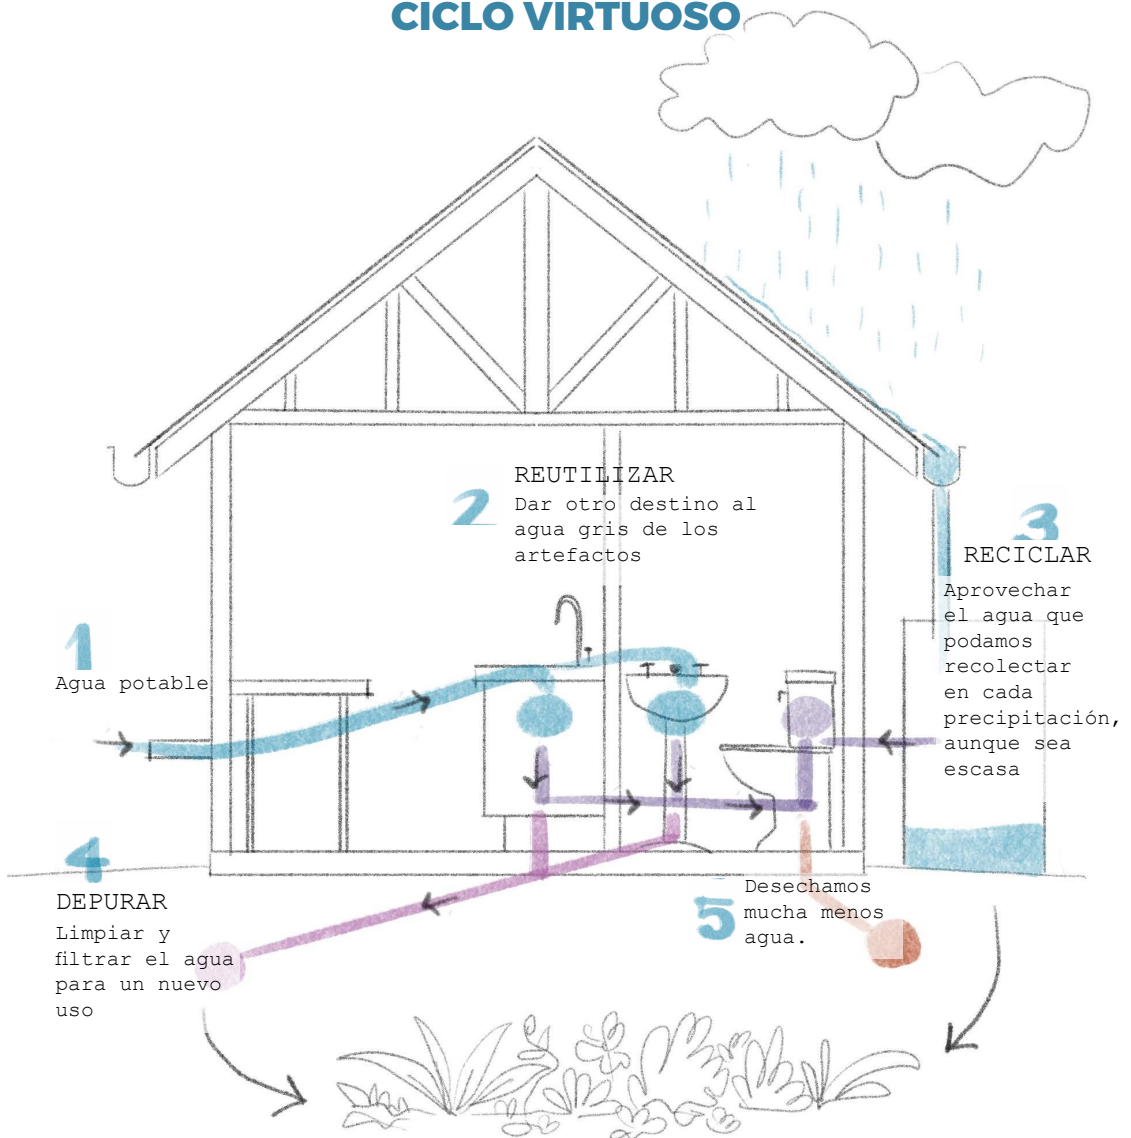 CICLO VIRTUOSO
2
REUTILIZAR
Dar otro destino al
agua gris de los
artefactos
3
RECICLAR
Aprovechar
el agua que
podamos
recolectar
en cada
precipitación,
aunque sea
escasa
1
Agua potable
4
DEPURAR
Limpiar y
filtrar el agua
para un nuevo
uso
5
Desechamos
mucha menos
agua.